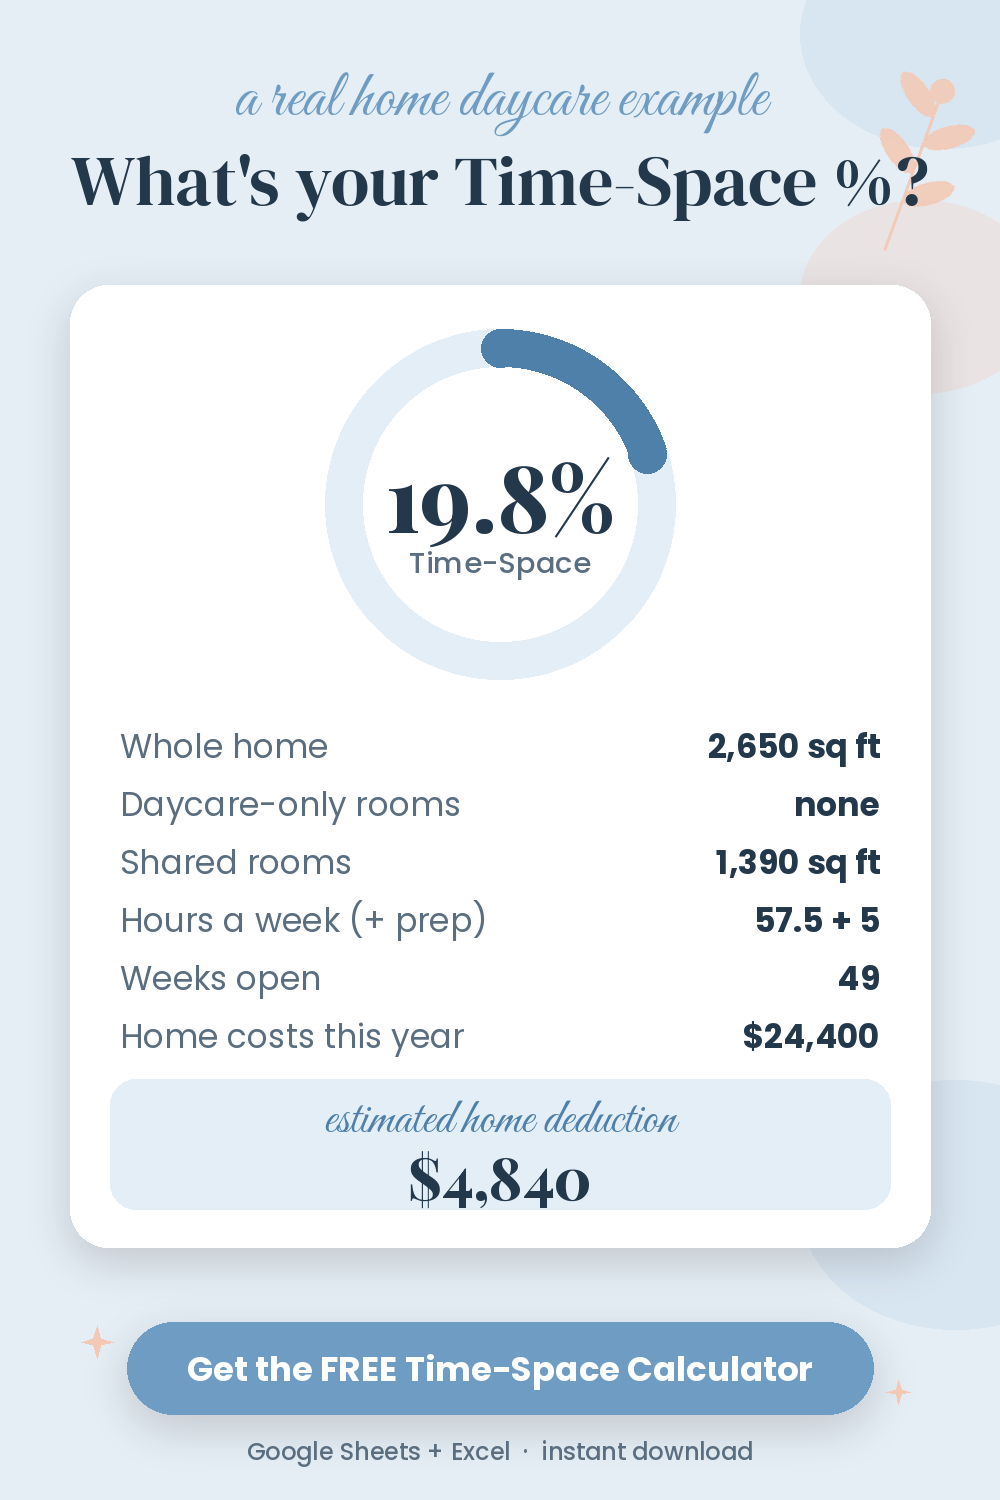 a real home daycare example
What's your Time-Space %?
19.8%
Time-Space
Whole home 2,650 sq ft
Daycare-only rooms none
Shared rooms 1,390 sq ft
Hours a week (+ prep) 57.5 + 5
Weeks open 49
Home costs this year $24,400
estimated home deduction
$4,840
Get the FREE Time-Space Calculator
Google Sheets + Excel · instant download